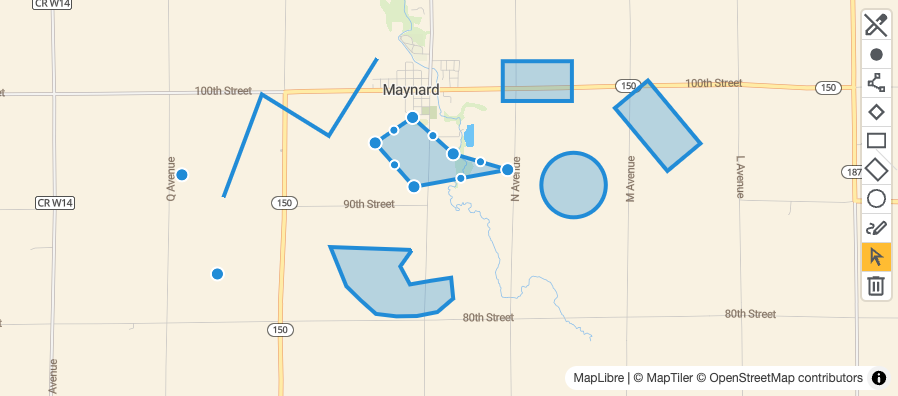 CR W14
100th Street
150
100th Street
150
Maynard
Q Avenue
N Avenue
M Avenue
L Avenue
187
CR W14
150
90th Street
80th Street
80th Street
150
Avenue
MapLibre | © MapTiler © OpenStreetMap contributors